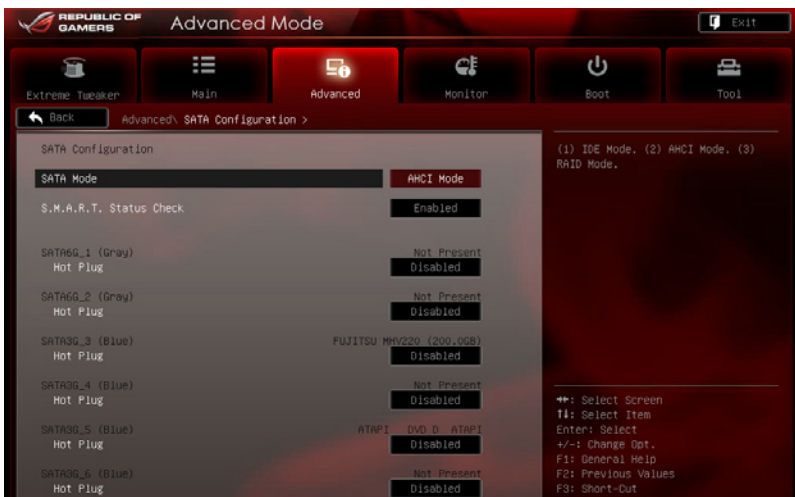 REPUBLIC OF
GAMERS
Advanced Mode
Exit
Extreme Tweaker
Main
Advanced
Monitor
Boot
Tool
Back
Advanced\ SATA Configuration >
SATA Configuration
(1) IDE Mode. (2) AHCI Mode. (3)
RAID Mode.
SATA Mode AHCI Mode
S.M.A.R.T. Status Check Enabled
SATA6G_1 (Gray) Not Present
Hot Plug Disabled
SATA6G_2 (Gray) Not Present
Hot Plug Disabled
SATA3G_3 (Blue) FUJITSU MHV220 (200.0GB)
Hot Plug Disabled
SATA3G_4 (Blue) Not Present
Hot Plug Disabled
SATA3G_5 (Blue) ATAPI DVD D ATAPI
Hot Plug Disabled
SATA3G_6 (Blue) Not Present
Hot Plug Disabled
→←: Select Screen
↑↓: Select Item
Enter: Select
+/-: Change Opt.
F1: General Help
F2: Previous Values
F3: Short-Cut